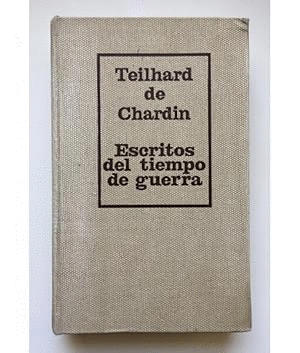 Teilhard
de
Chardin
Escritos
del tiempo
de guerra